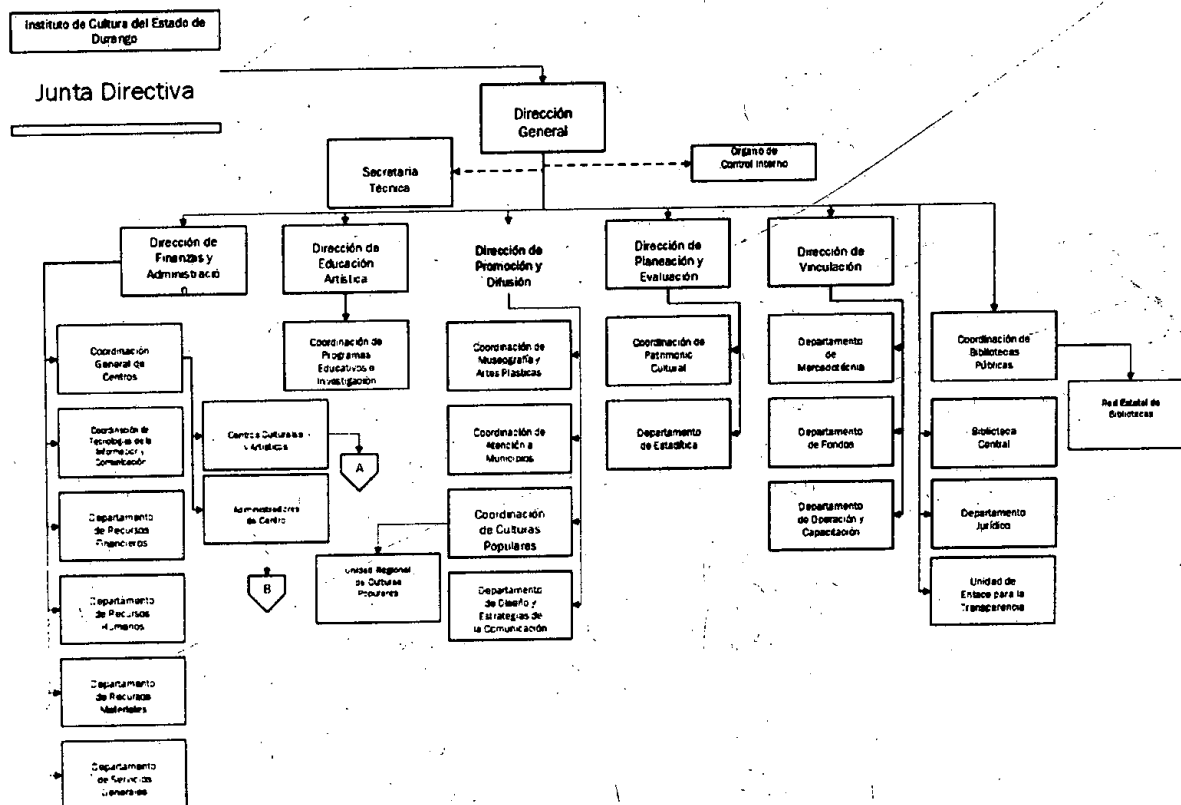 Instituto de Cultura del Estado de
Durango
Junta Directiva
Dirección
General
Secretaria
Técnica
Organo de
Control Interno
Dirección de
Finanzas y
Administració
n
Dirección de
Educación
Artística
Dirección de
Promoción y
Difusión
Dirección de
Planeación y
Evaluación
Dirección de
Vinculación
Coordinación
General de
Centros
Coordinación de
Tecnologías de la
Información y
Comunicación
Departamento
de Recursos
Financieros
Departamento
de Recursos
Humanos
Departamento
de Recursos
Materiales
Departamento
de Servicios
Generales
Centros Culturales
y Artísticos
A
Administradores
de Centro
B
Coordinación de
Programas
Educativos e
Investigación
Coordinación de
Museografía y
Artes Plasticas
Coordinación de
Atención a
Municipios
Coordinación
de Culturas
Populares
Unidad Regional
de Culturas
Populares
Departamento
de Diseño y
Estrategias de
la Comunicación
Coordinación de
Patrimonio
Cultural
Departamento
de Estadítica
Departamento
de
Mercadotécnia
Departamento
de Fondos
Departamento
de Operación y
Capacitación
Coordinación de
Bibliotecas
Públicas
Red Estatal de
Bibliotecas
Biblioteca
Central
Departamento
Jurídico
Unidad de
Enlace para la
Transparencia